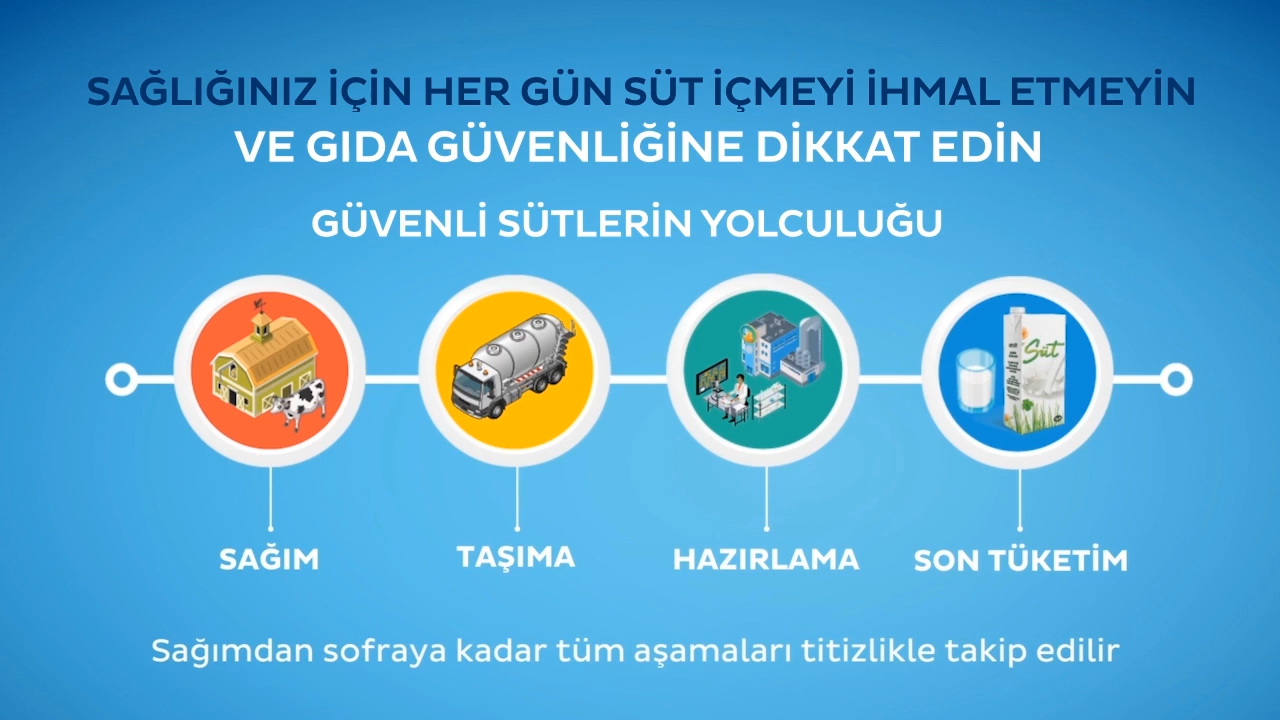 SAĞLIĞINIZ İÇİN HER GÜN SÜT İÇMEYİ İHMAL ETMEYİN
VE GIDA GÜVENLİĞİNE DİKKAT EDİN
GÜVENLİ SÜTLERİN YOLCULUĞU
Süt
SAĞIM
TAŞIMA
HAZIRLAMA
SON TÜKETİM
Sağımdan sofraya kadar tüm aşamaları titizlikle takip edilir